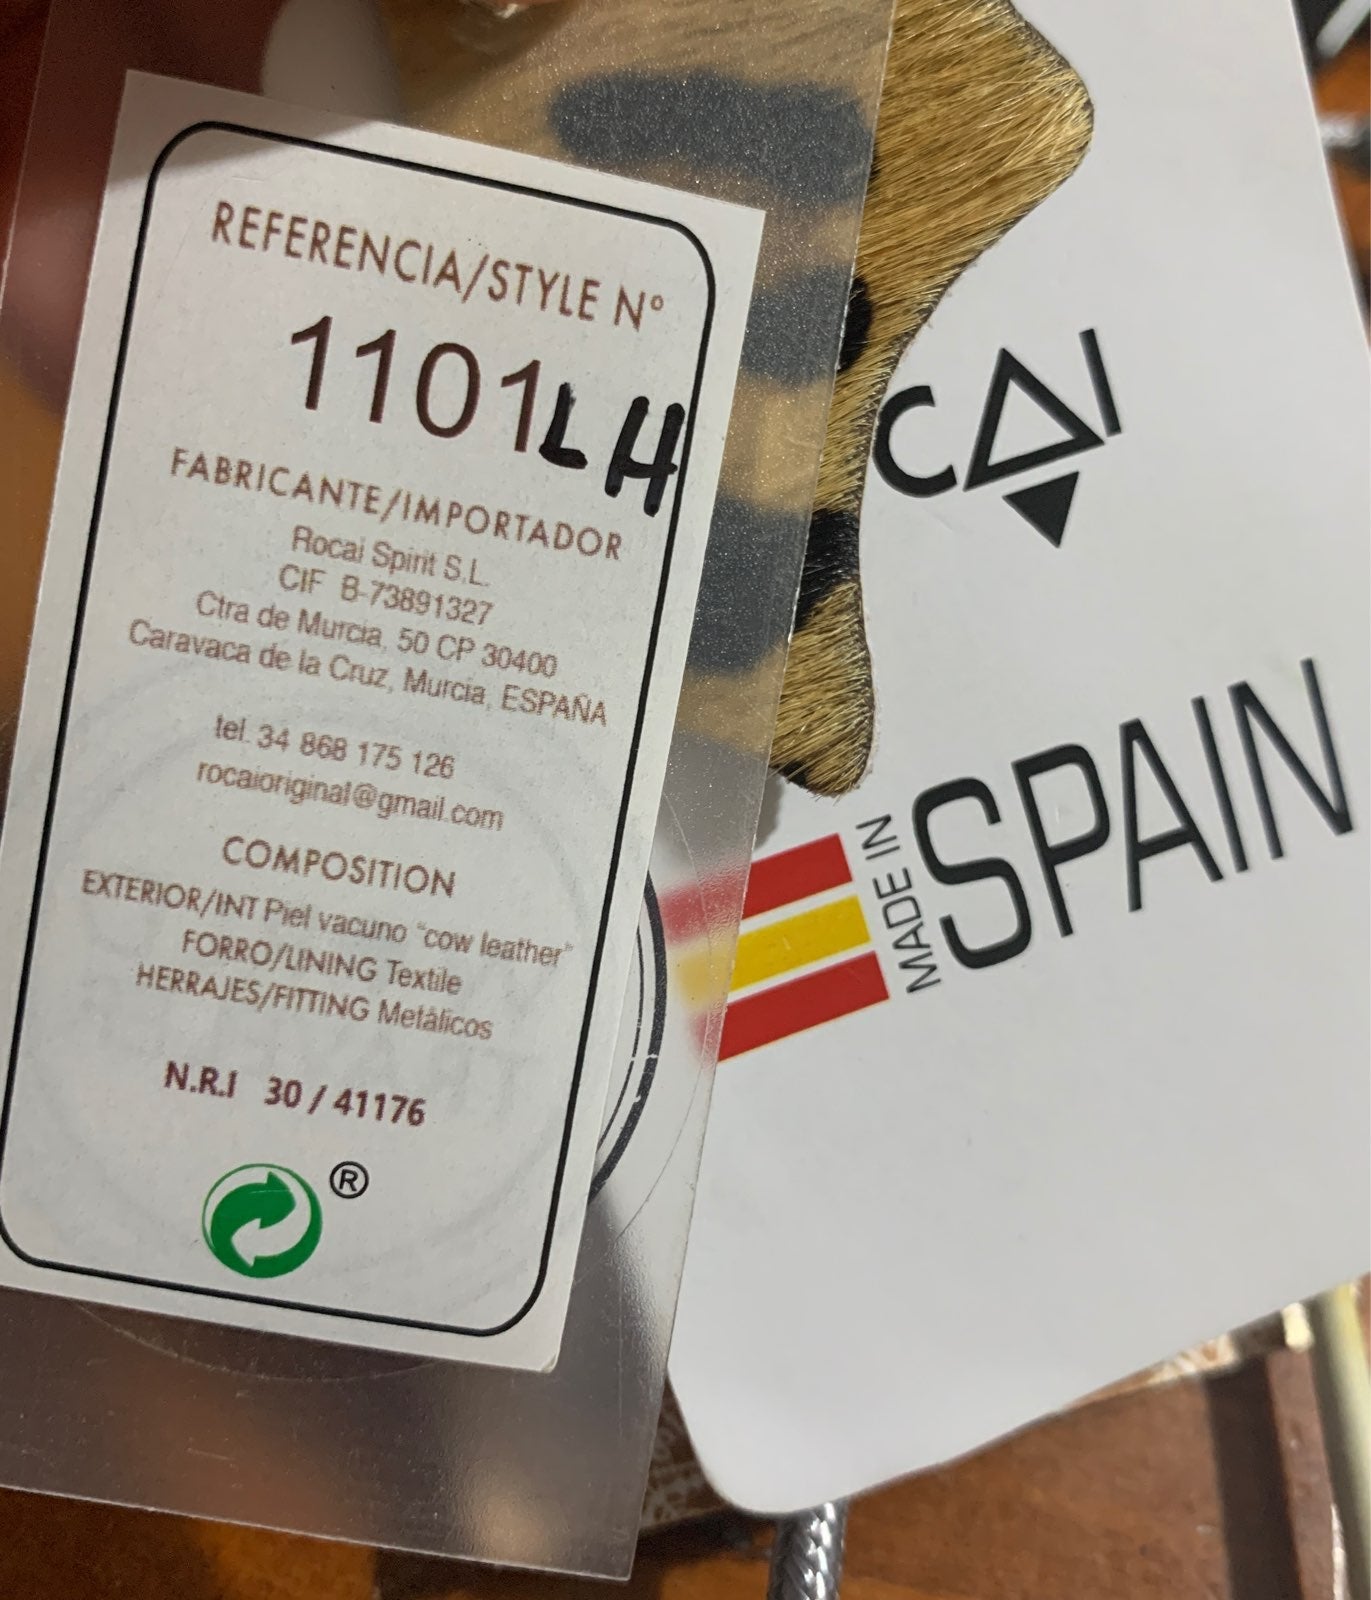 REFERENCIA/STYLE Nº
1101LH
FABRICANTE/IMPORTADOR
Rocai Spirit S.L.
CIF B-73891327
Ctra de Murcia, 50 CP 30400
Caravaca de la Cruz, Murcia, ESPAÑA
tel. 34 868 175 126
rocaioriginal@gmail.com
COMPOSITION
EXTERIOR/INT Piel vacuno "cow leather"
FORRO/LINING Textile
HERRAJES/FITTING Metálicos
N.R.I 30 / 41176
®
CAI
MADE IN
SPAIN